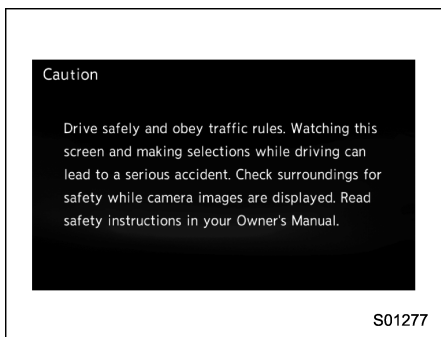 Caution
Drive safely and obey traffic rules. Watching this
screen and making selections while driving can
lead to a serious accident. Check surroundings for
safety while camera images are displayed. Read
safety instructions in your Owner's Manual.
S01277